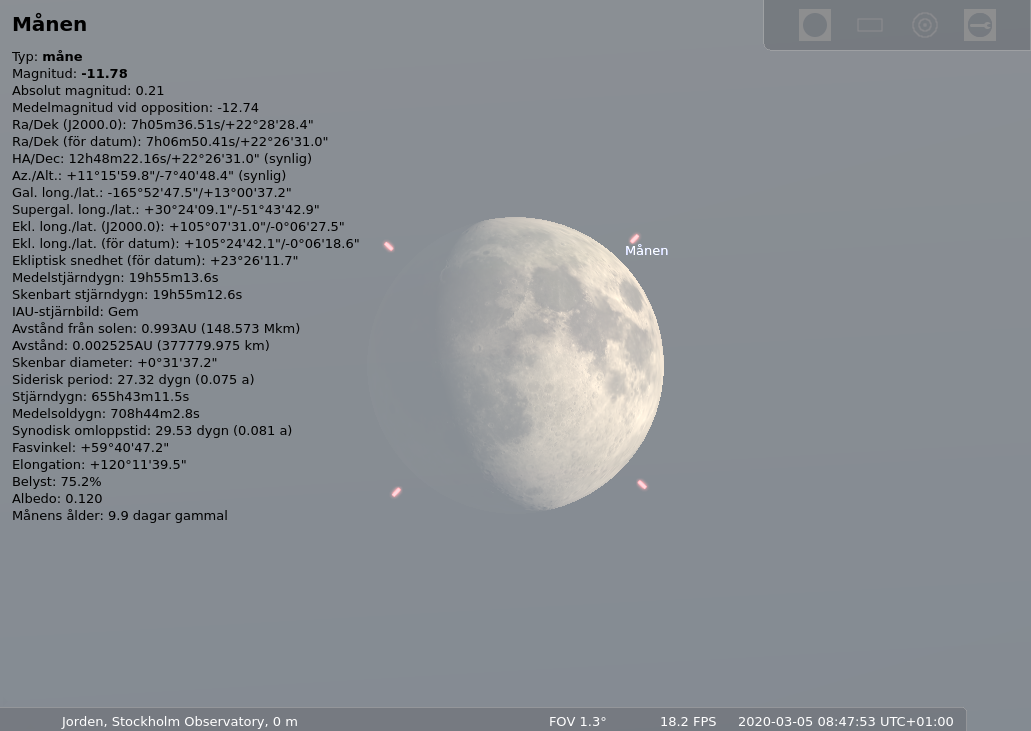 Månen
Typ: måne
Magnitud: -11.78
Absolut magnitud: 0.21
Medelmagnitud vid opposition: -12.74
Ra/Dek (J2000.0): 7h05m36.51s/+22°28'28.4"
Ra/Dek (för datum): 7h06m50.41s/+22°26'31.0"
HA/Dec: 12h48m22.16s/+22°26'31.0" (synlig)
Az./Alt.: +11°15'59.8"/-7°40'48.4" (synlig)
Gal. long./lat.: -165°52'47.5"/+13°00'37.2"
Supergal. long./lat.: +30°24'09.1"/-51°43'42.9"
Ekl. long./lat. (J2000.0): +105°07'31.0"/-0°06'27.5"
Ekl. long./lat. (för datum): +105°24'42.1"/-0°06'18.6"
Ekliptisk snedhet (för datum): +23°26'11.7"
Medelstjärndygn: 19h55m13.6s
Skenbart stjärndygn: 19h55m12.6s
IAU-stjärnbild: Gem
Avstånd från solen: 0.993AU (148.573 Mkm)
Avstånd: 0.002525AU (377779.975 km)
Skenbar diameter: +0°31'37.2"
Siderisk period: 27.32 dygn (0.075 a)
Stjärndygn: 655h43m11.5s
Medelsoldygn: 708h44m2.8s
Synodisk omloppstid: 29.53 dygn (0.081 a)
Fasvinkel: +59°40'47.2"
Elongation: +120°11'39.5"
Belyst: 75.2%
Albedo: 0.120
Månens ålder: 9.9 dagar gammal
Månen
Jorden, Stockholm Observatory, 0 m FOV 1.3° 18.2 FPS 2020-03-05 08:47:53 UTC+01:00